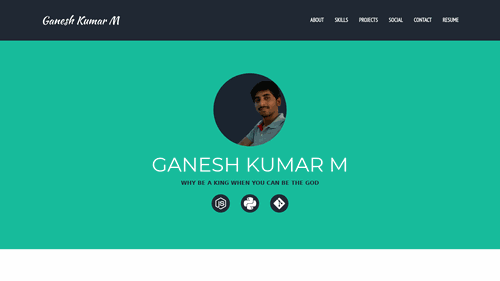 Ganesh Kumar M
ABOUT SKILLS PROJECTS SOCIAL CONTACT RESUME
GANESH KUMAR M
WHY BE A KING WHEN YOU CAN BE THE GOD
JS